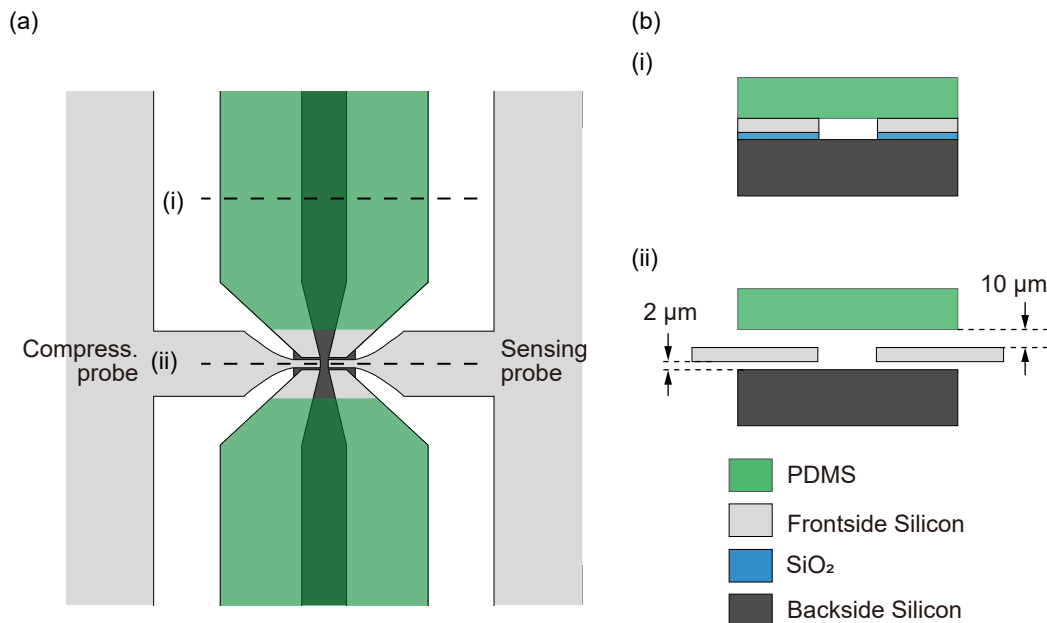 (a)
(b)
(i)
(i)
(ii)
10 μm
2 μm
Compress.
probe
(ii)
Sensing
probe
PDMS
Frontside Silicon
SiO₂
Backside Silicon